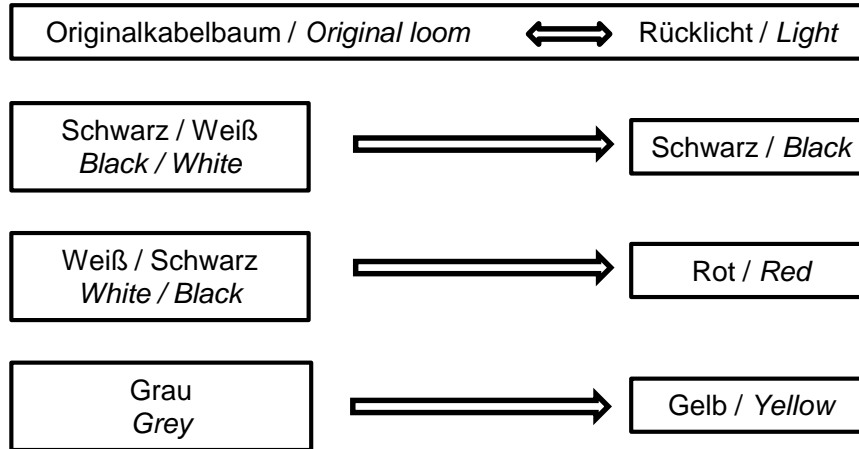 Originalkabelbaum / Original loom Rücklicht / Light
Schwarz / Weiß
Black / White
Schwarz / Black
Weiß / Schwarz
White / Black
Rot / Red
Grau
Grey
Gelb / Yellow